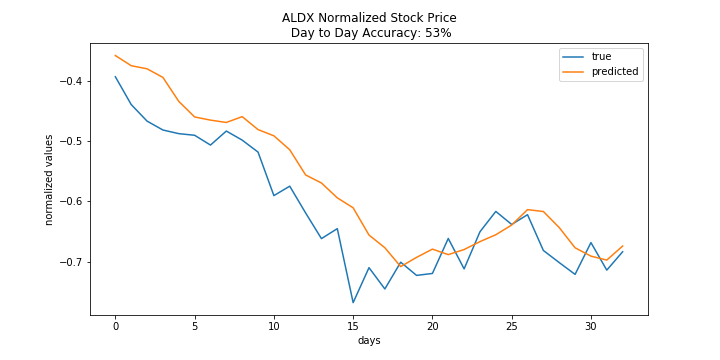 ALDX Normalized Stock Price
Day to Day Accuracy: 53%
true
predicted
normalized values
−0.4
−0.5
−0.6
−0.7
0 5 10 15 20 25 30
days